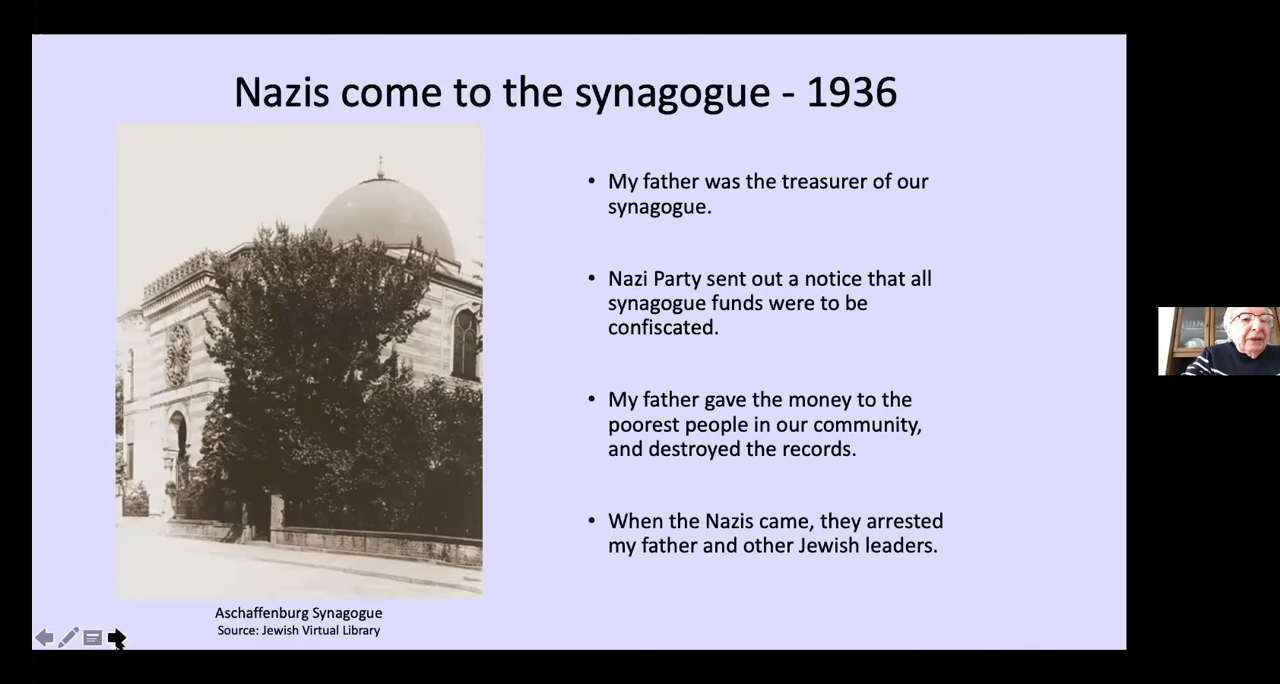 Nazis come to the synagogue - 1936
• My father was the treasurer of our
synagogue.
• Nazi Party sent out a notice that all
synagogue funds were to be
confiscated.
• My father gave the money to the
poorest people in our community,
and destroyed the records.
• When the Nazis came, they arrested
my father and other Jewish leaders.
Aschaffenburg Synagogue
Source: Jewish Virtual Library